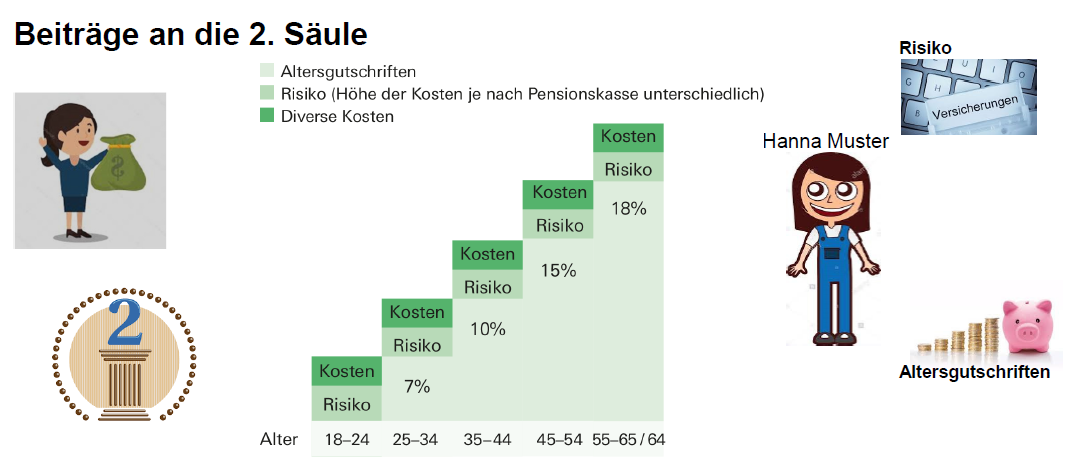 Beiträge an die 2. Säule
Altersgutschriften
Risiko (Höhe der Kosten je nach Pensionskasse unterschiedlich)
Diverse Kosten
Kosten
Risiko
18%
Kosten
Risiko
15%
Kosten
Risiko
10%
Kosten
Risiko
7%
Kosten
Risiko
Alter 18–24 25–34 35–44 45–54 55–65/64
2
Hanna Muster
Risiko
Versicherungen
Altersgutschriften